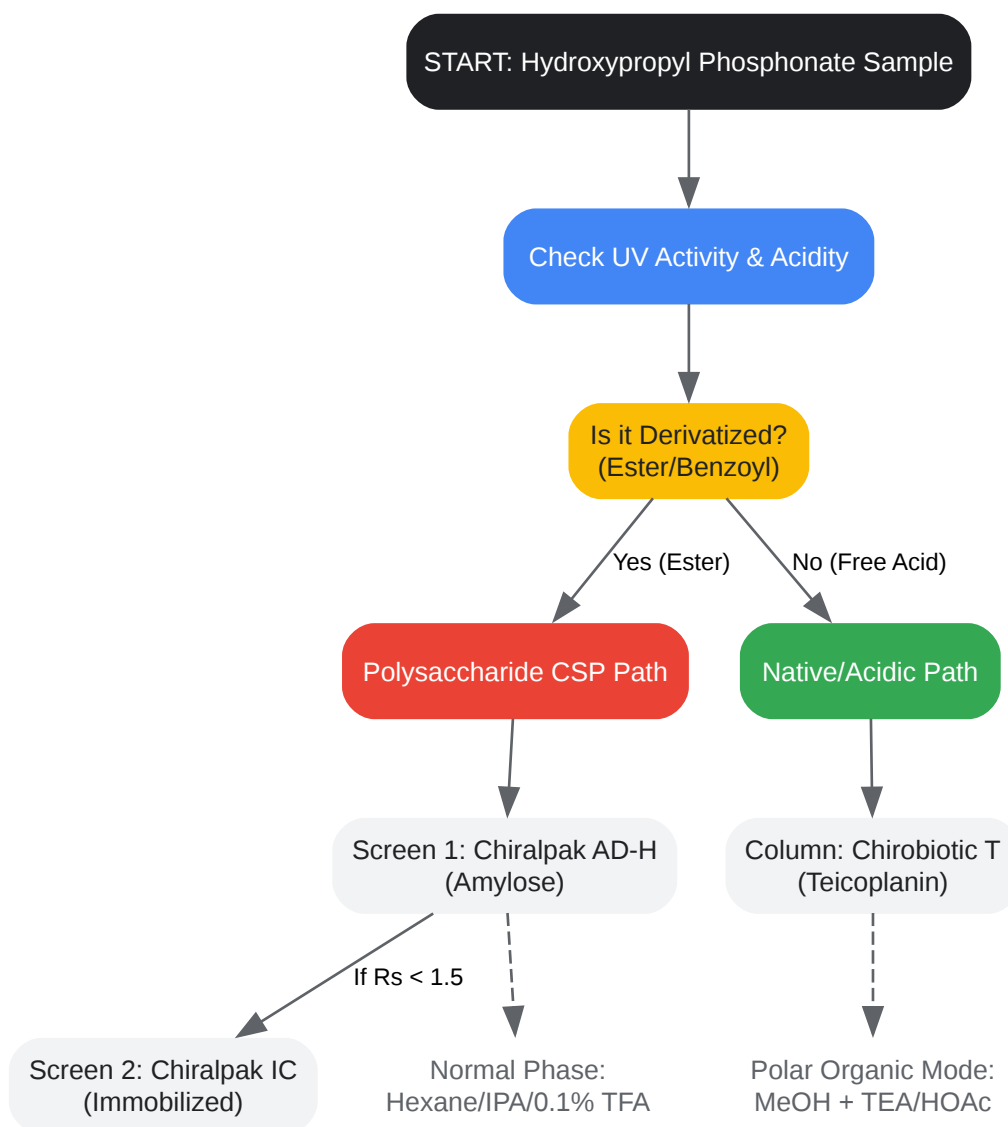 START: Hydroxypropyl Phosphonate Sample
Check UV Activity & Acidity
Is it Derivatized?
(Ester/Benzoyl)
Yes (Ester)
No (Free Acid)
Polysaccharide CSP Path
Native/Acidic Path
Screen 1: Chiralpak AD-H
(Amylose)
Column: Chirobiotic T
(Teicoplanin)
If Rs < 1.5
Screen 2: Chiralpak IC
(Immobilized)
Normal Phase:
Hexane/IPA/0.1% TFA
Polar Organic Mode:
MeOH + TEA/HOAc